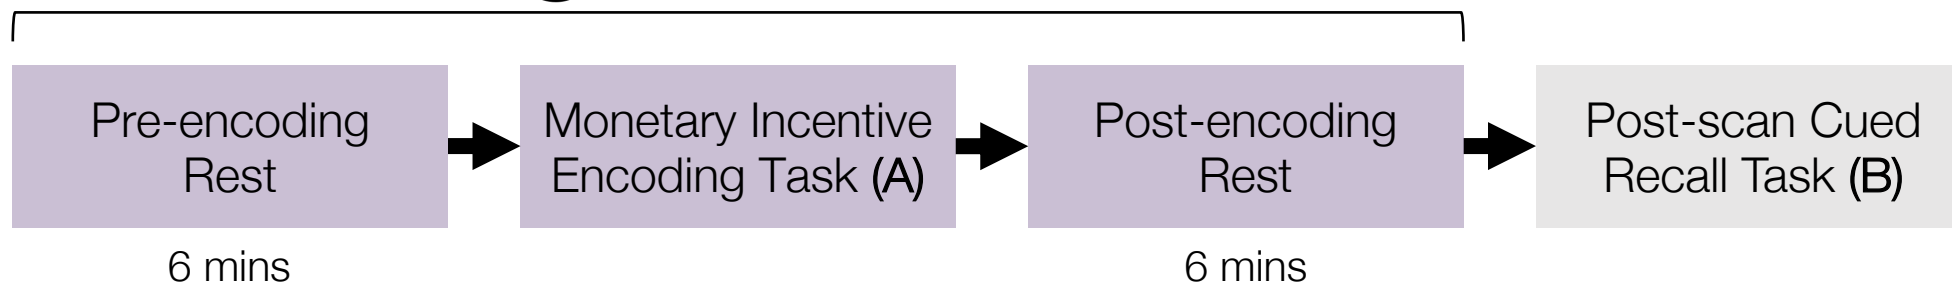 Pre-encoding
Rest
Monetary Incentive
Encoding Task (A)
Post-encoding
Rest
Post-scan Cued
Recall Task (B)
6 mins
6 mins